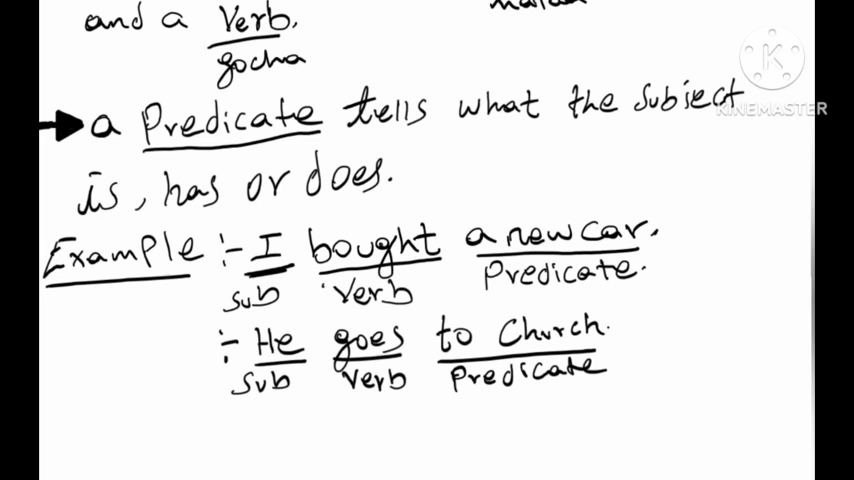 and a Verb.
gocha
a Predicate tells what the subject
is, has or does.
Example :- I bought a new car.
sub Verb Predicate.
:- He goes to Church.
sub Verb Predicate
K
KINEMASTER